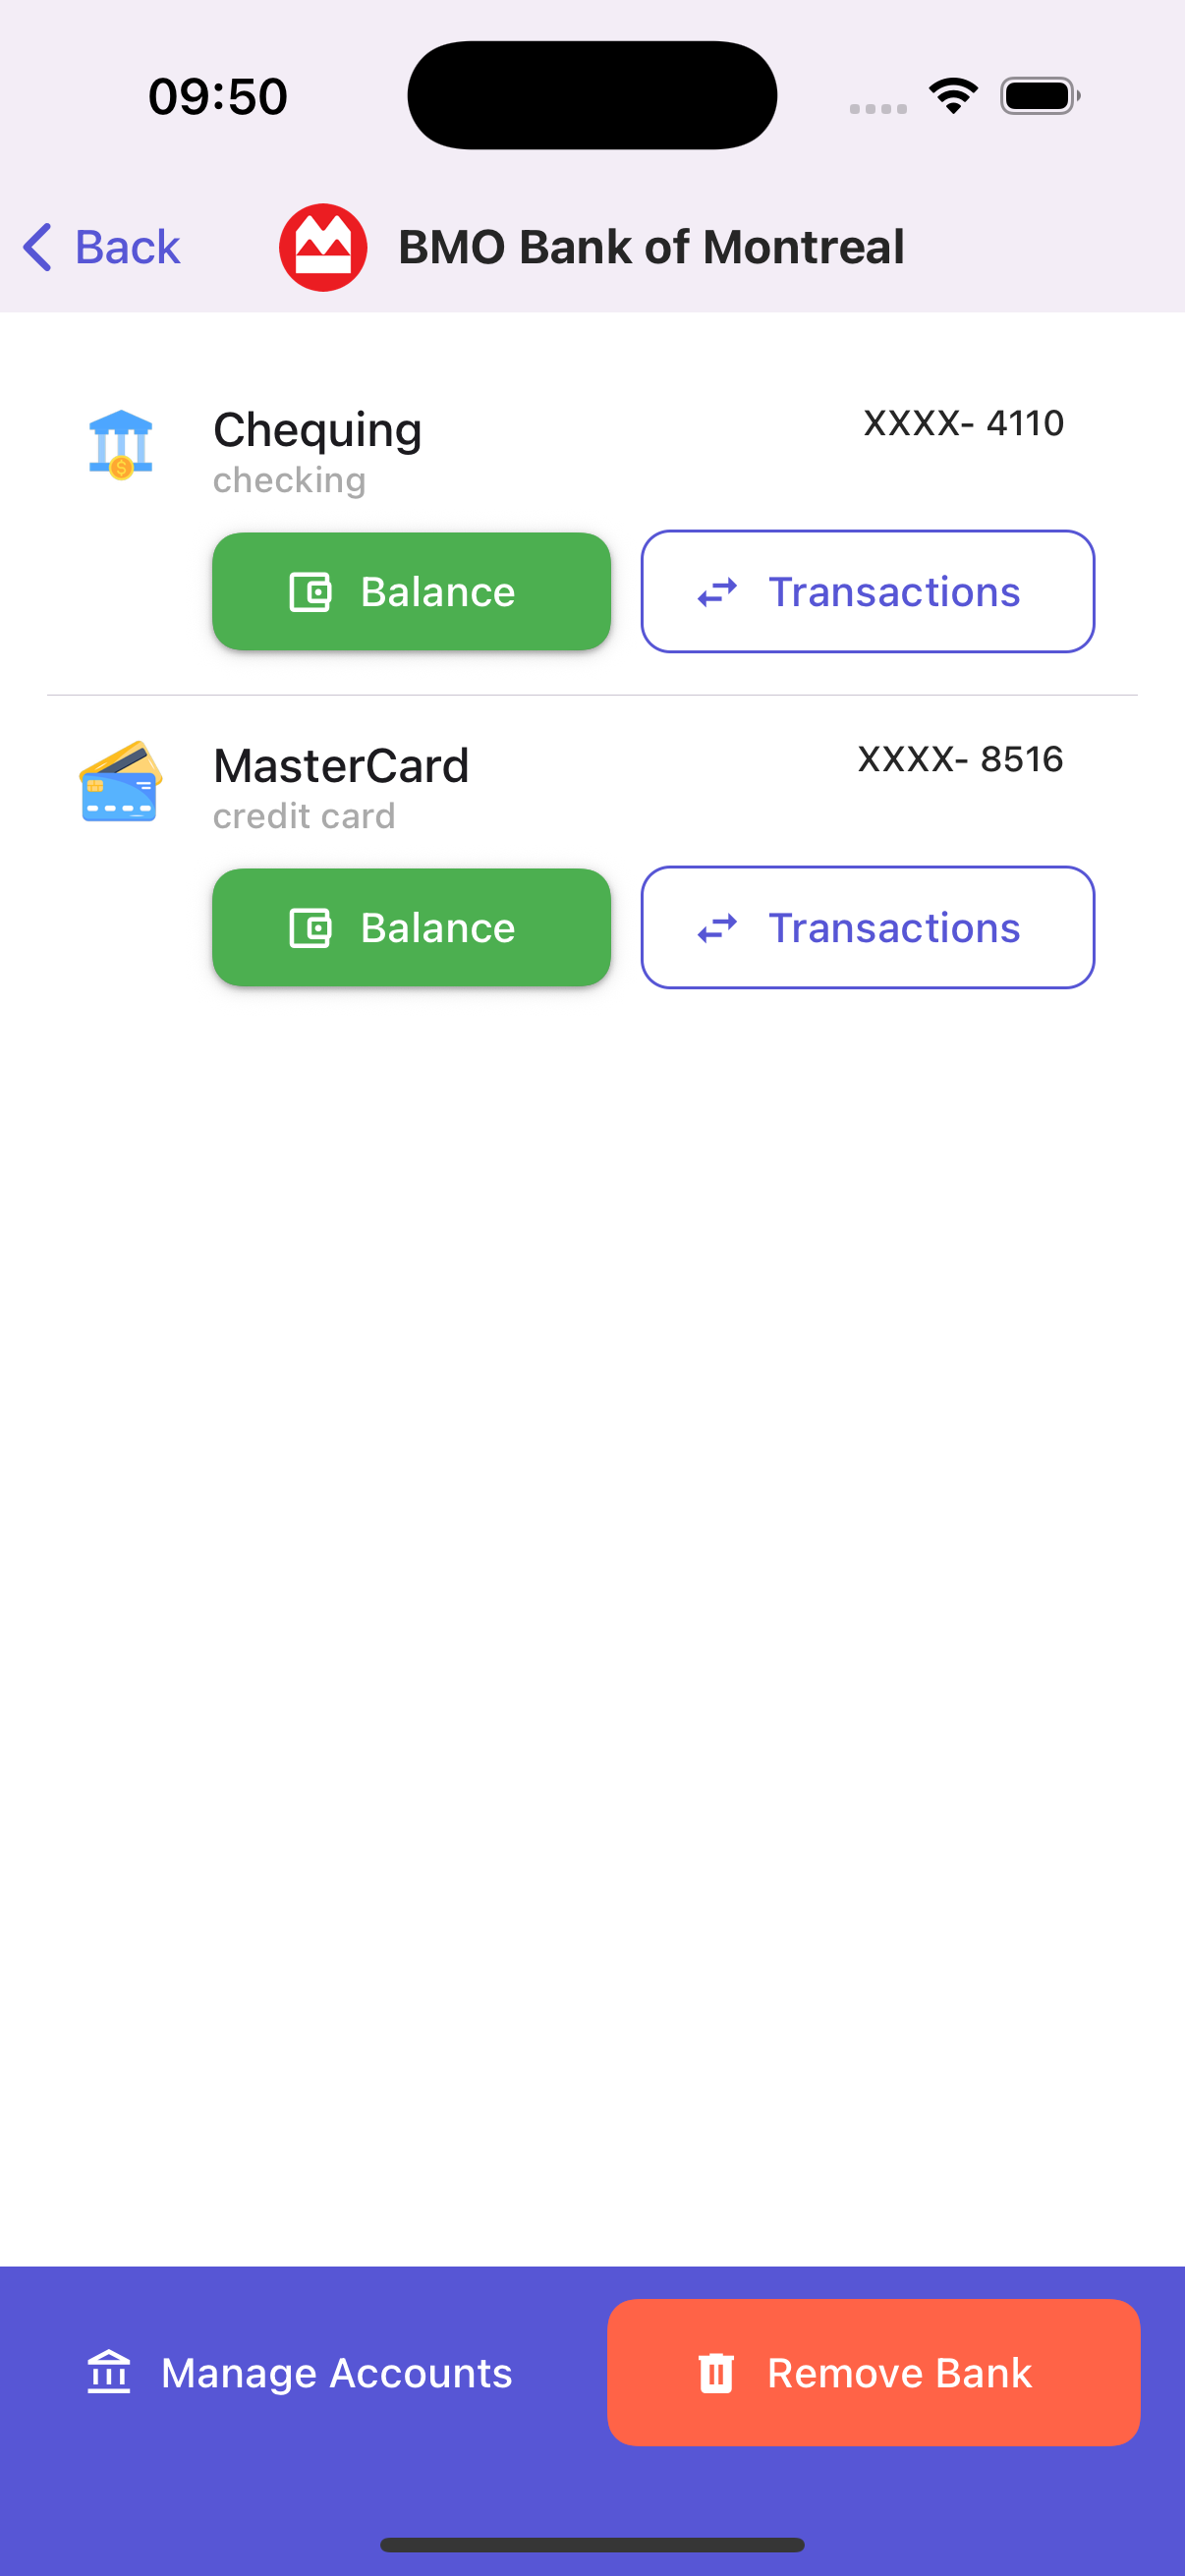 09:50
Back
BMO Bank of Montreal
Chequing
XXXX- 4110
checking
Balance
Transactions
MasterCard
XXXX- 8516
credit card
Balance
Transactions
Manage Accounts
Remove Bank